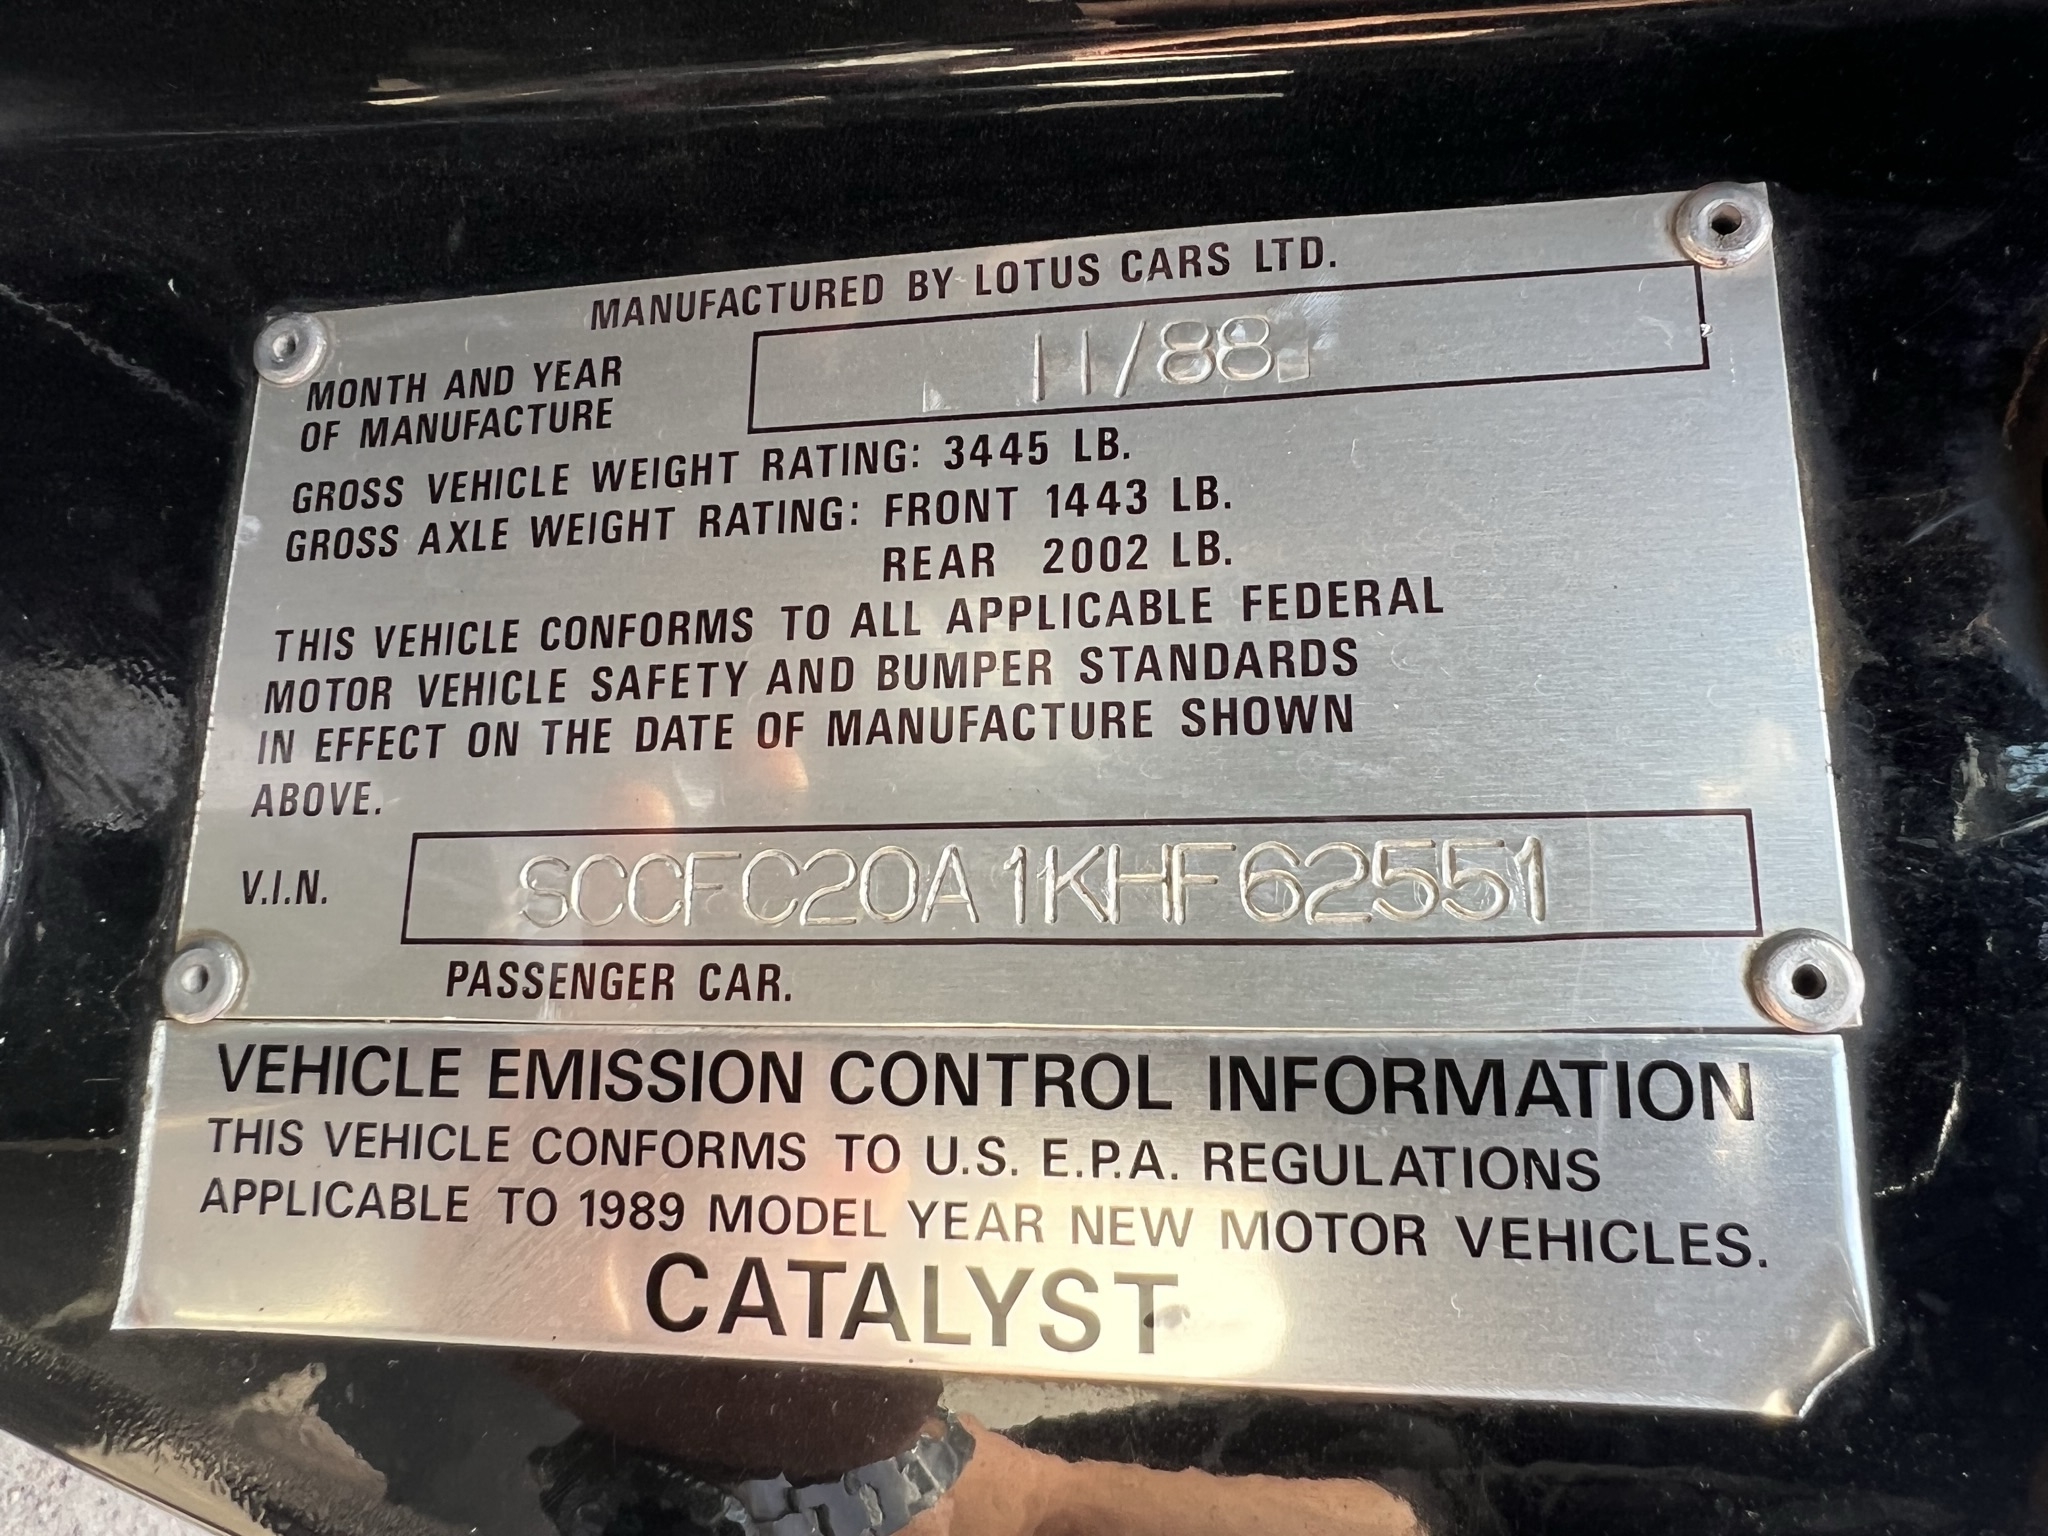 MANUFACTURED BY LOTUS CARS LTD.
MONTH AND YEAR
OF MANUFACTURE
11/88
GROSS VEHICLE WEIGHT RATING: 3445 LB.
GROSS AXLE WEIGHT RATING: FRONT 1443 LB.
REAR 2002 LB.
THIS VEHICLE CONFORMS TO ALL APPLICABLE FEDERAL
MOTOR VEHICLE SAFETY AND BUMPER STANDARDS
IN EFFECT ON THE DATE OF MANUFACTURE SHOWN
ABOVE.
V.I.N. SCCFC20A1KHF62551
PASSENGER CAR.
VEHICLE EMISSION CONTROL INFORMATION
THIS VEHICLE CONFORMS TO U.S. E.P.A. REGULATIONS
APPLICABLE TO 1989 MODEL YEAR NEW MOTOR VEHICLES.
CATALYST